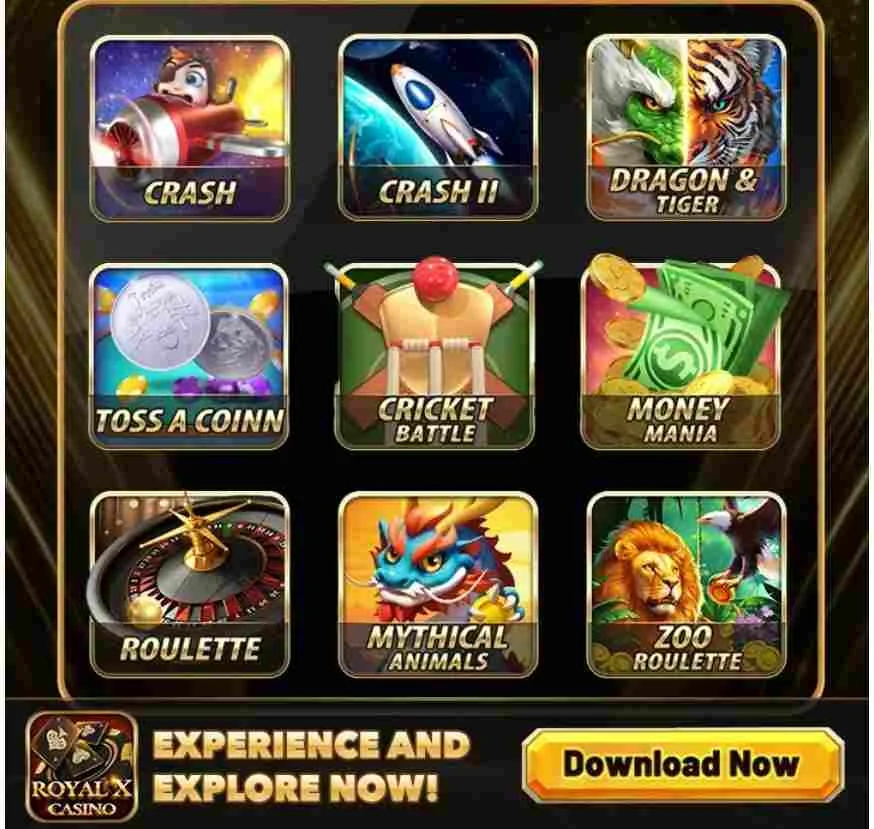 CRASH
CRASH II
DRAGON &
TIGER
TOSS A COINN
CRICKET
BATTLE
MONEY
MANIA
ROULETTE
MYTHICAL
ANIMALS
ZOO
ROULETTE
ROYAL X
CASINO
EXPERIENCE AND
EXPLORE NOW!
Download Now